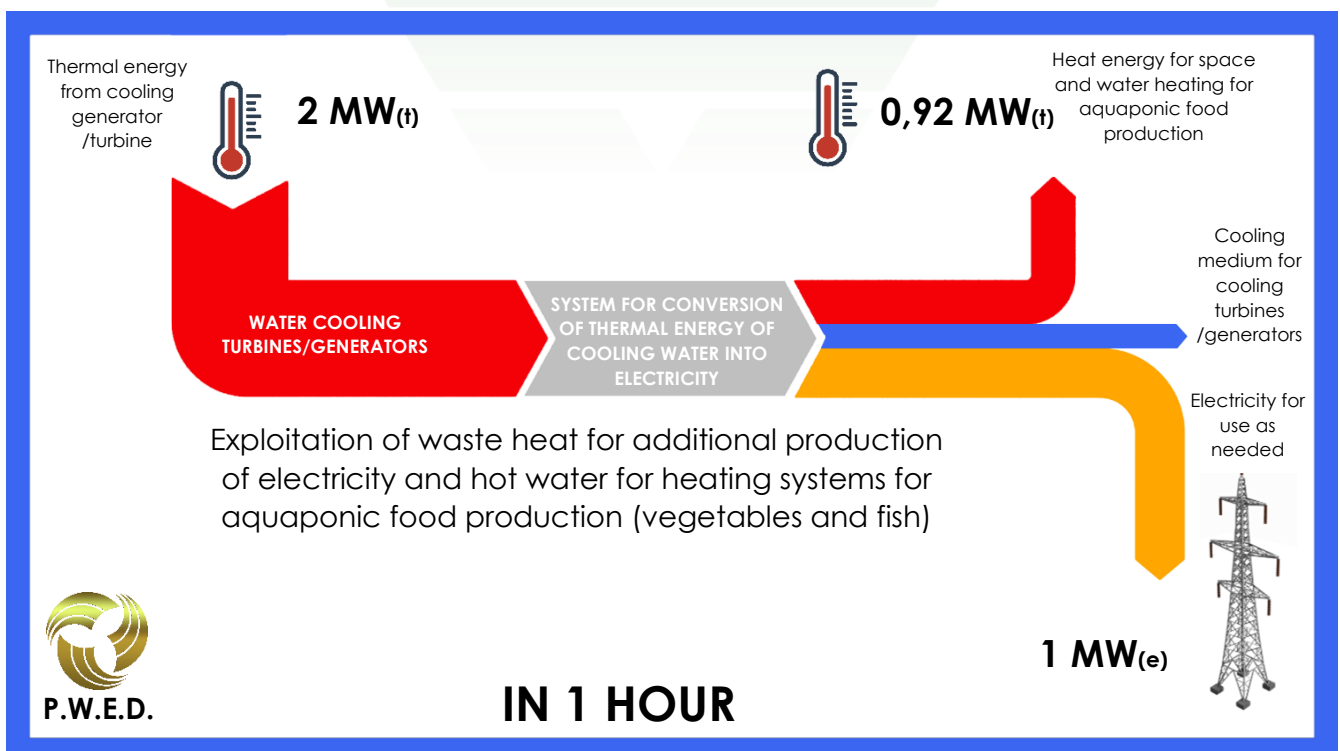 Thermal energy
from cooling
generator
/turbine
2 MW(t)
0,92 MW(t)
Heat energy for space
and water heating for
aquaponic food
production
WATER COOLING
TURBINES/GENERATORS
SYSTEM FOR CONVERSION
OF THERMAL ENERGY OF
COOLING WATER INTO
ELECTRICITY
Cooling
medium for
cooling
turbines
/generators
Electricity for
use as
needed
Exploitation of waste heat for additional production
of electricity and hot water for heating systems for
aquaponic food production (vegetables and fish)
1 MW(e)
P.W.E.D.
IN 1 HOUR